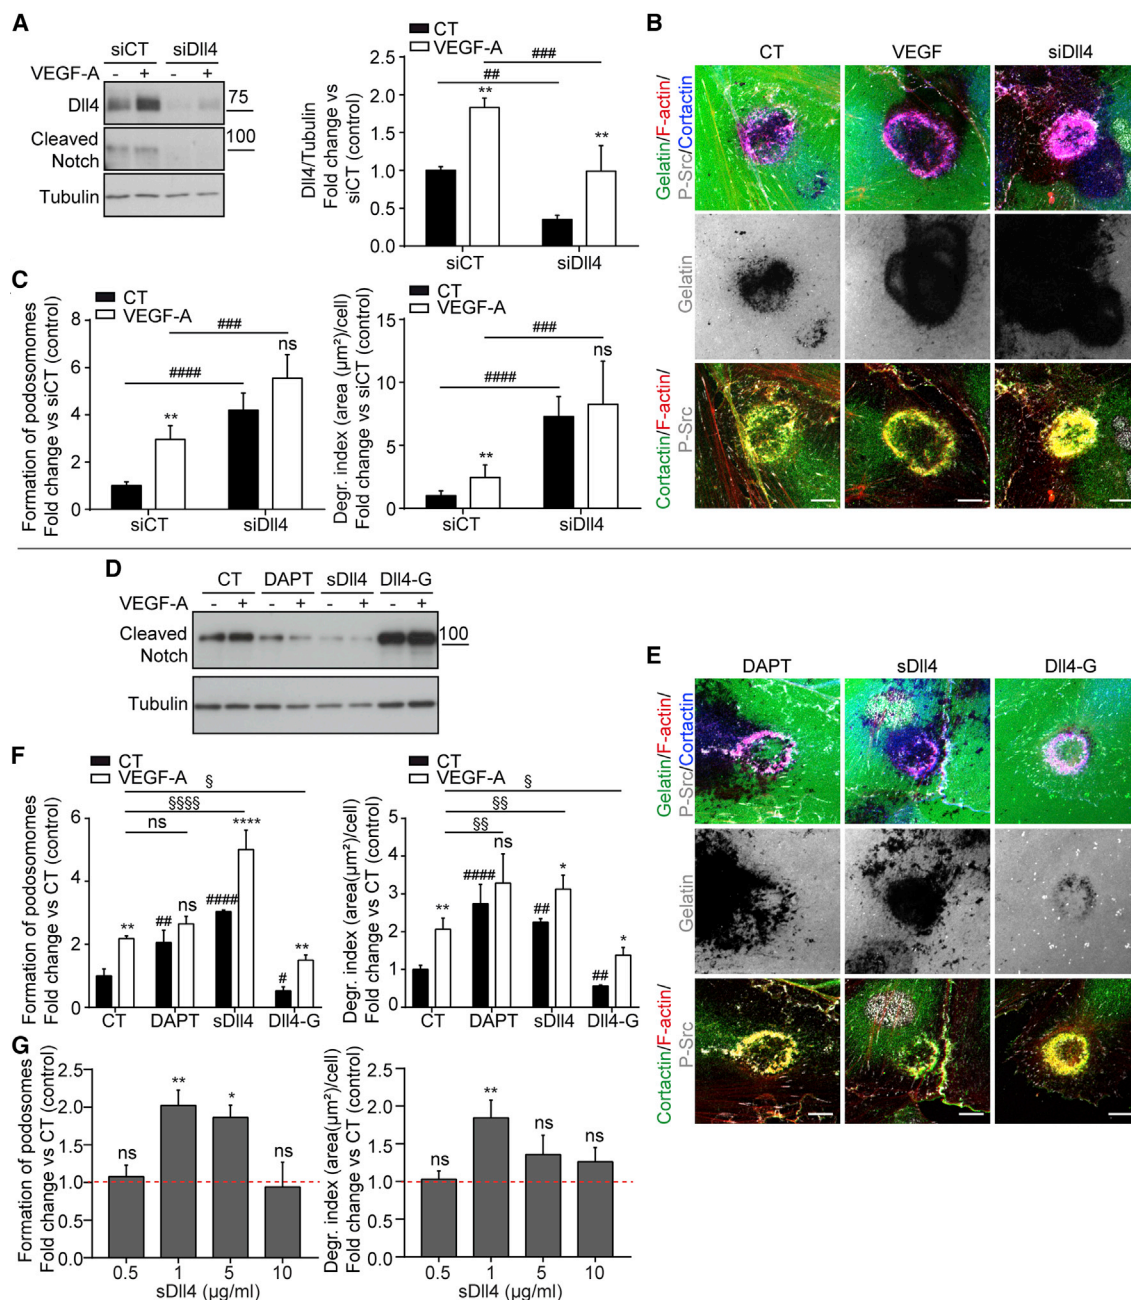 A
siCT siDll4
VEGF-A - + - +
Dll4 75
Cleaved Notch 100
Tubulin
CT
VEGF-A
Dll4/Tubulin
Fold change vs
siCT (control)
2.5
2.0
1.5
1.0
0.5
0.0
###
##
**
**
siCT siDll4
B
CT VEGF siDll4
Gelatin/F-actin/
P-Src/Cortactin
Gelatin
Cortactin/F-actin/
P-Src
C
CT
VEGF-A
Formation of podosomomes
Fold change vs siCT (control)
8
6
4
2
0
###
####
**
ns
siCT siDll4
CT
VEGF-A
Degr. index (area (µm²)/cell)
Fold change vs siCT (control)
15
10
5
0
###
####
**
ns
siCT siDll4
D
CT DAPT sDll4 Dll4-G
VEGF-A - + - + - + - +
Cleaved Notch 100
Tubulin
E
DAPT sDll4 Dll4-G
Gelatin/F-actin/
P-Src/Cortactin
Gelatin
Cortactin/F-actin/
P-Src
F
CT
VEGF-A
Formation of podosomes
Fold change vs CT (control)
6
4
2
0
§
§§§§
ns
**
##
ns
####
****
#
**
CT DAPT sDll4 Dll4-G
CT
VEGF-A
Degr. index (area(µm²)/cell)
Fold change vs CT (control)
5
4
3
2
1
0
§
§§
§§
**
####
ns
##
*
##
*
CT DAPT sDll4 Dll4-G
G
Formation of podosomes
Fold change vs CT (control)
2.5
2.0
1.5
1.0
0.5
0.0
ns
**
*
ns
0.5 1 5 10
sDll4 (µg/ml)
Degr. index (area(µm²)/cell)
Fold change vs CT (control)
2.5
2.0
1.5
1.0
0.5
0.0
ns
**
ns
ns
0.5 1 5 10
sDll4 (µg/ml)